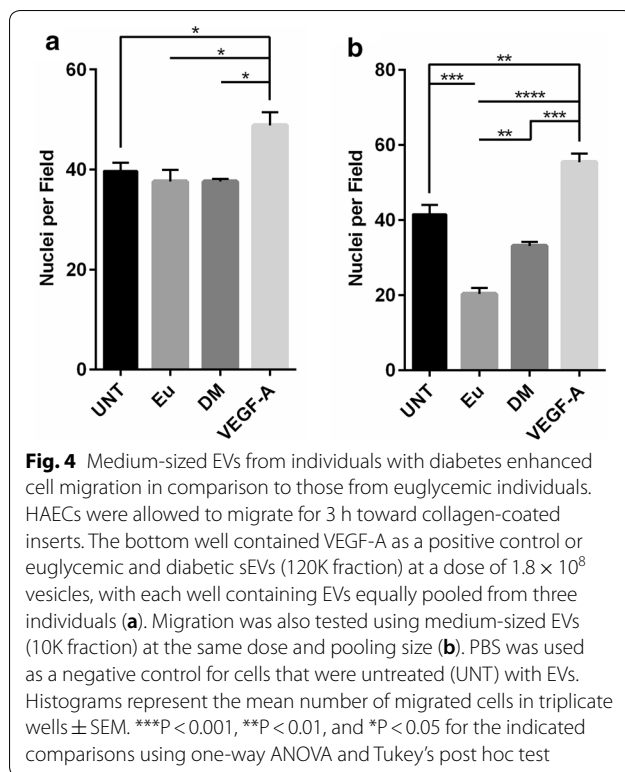 a
*
*
*
60
40
20
0
Nuclei per Field
UNT
Eu
DM
VEGF-A
b
**
***
****
***
**
80
60
40
20
0
Nuclei per Field
UNT
Eu
DM
VEGF-A
Fig. 4 Medium-sized EVs from individuals with diabetes enhanced
cell migration in comparison to those from euglycemic individuals.
HAECs were allowed to migrate for 3 h toward collagen-coated
inserts. The bottom well contained VEGF-A as a positive control or
euglycemic and diabetic sEVs (120K fraction) at a dose of 1.8 × 10⁸
vesicles, with each well containing EVs equally pooled from three
individuals (a). Migration was also tested using medium-sized EVs
(10K fraction) at the same dose and pooling size (b). PBS was used
as a negative control for cells that were untreated (UNT) with EVs.
Histograms represent the mean number of migrated cells in triplicate
wells ± SEM. ***P < 0.001, **P < 0.01, and *P < 0.05 for the indicated
comparisons using one-way ANOVA and Tukey's post hoc test